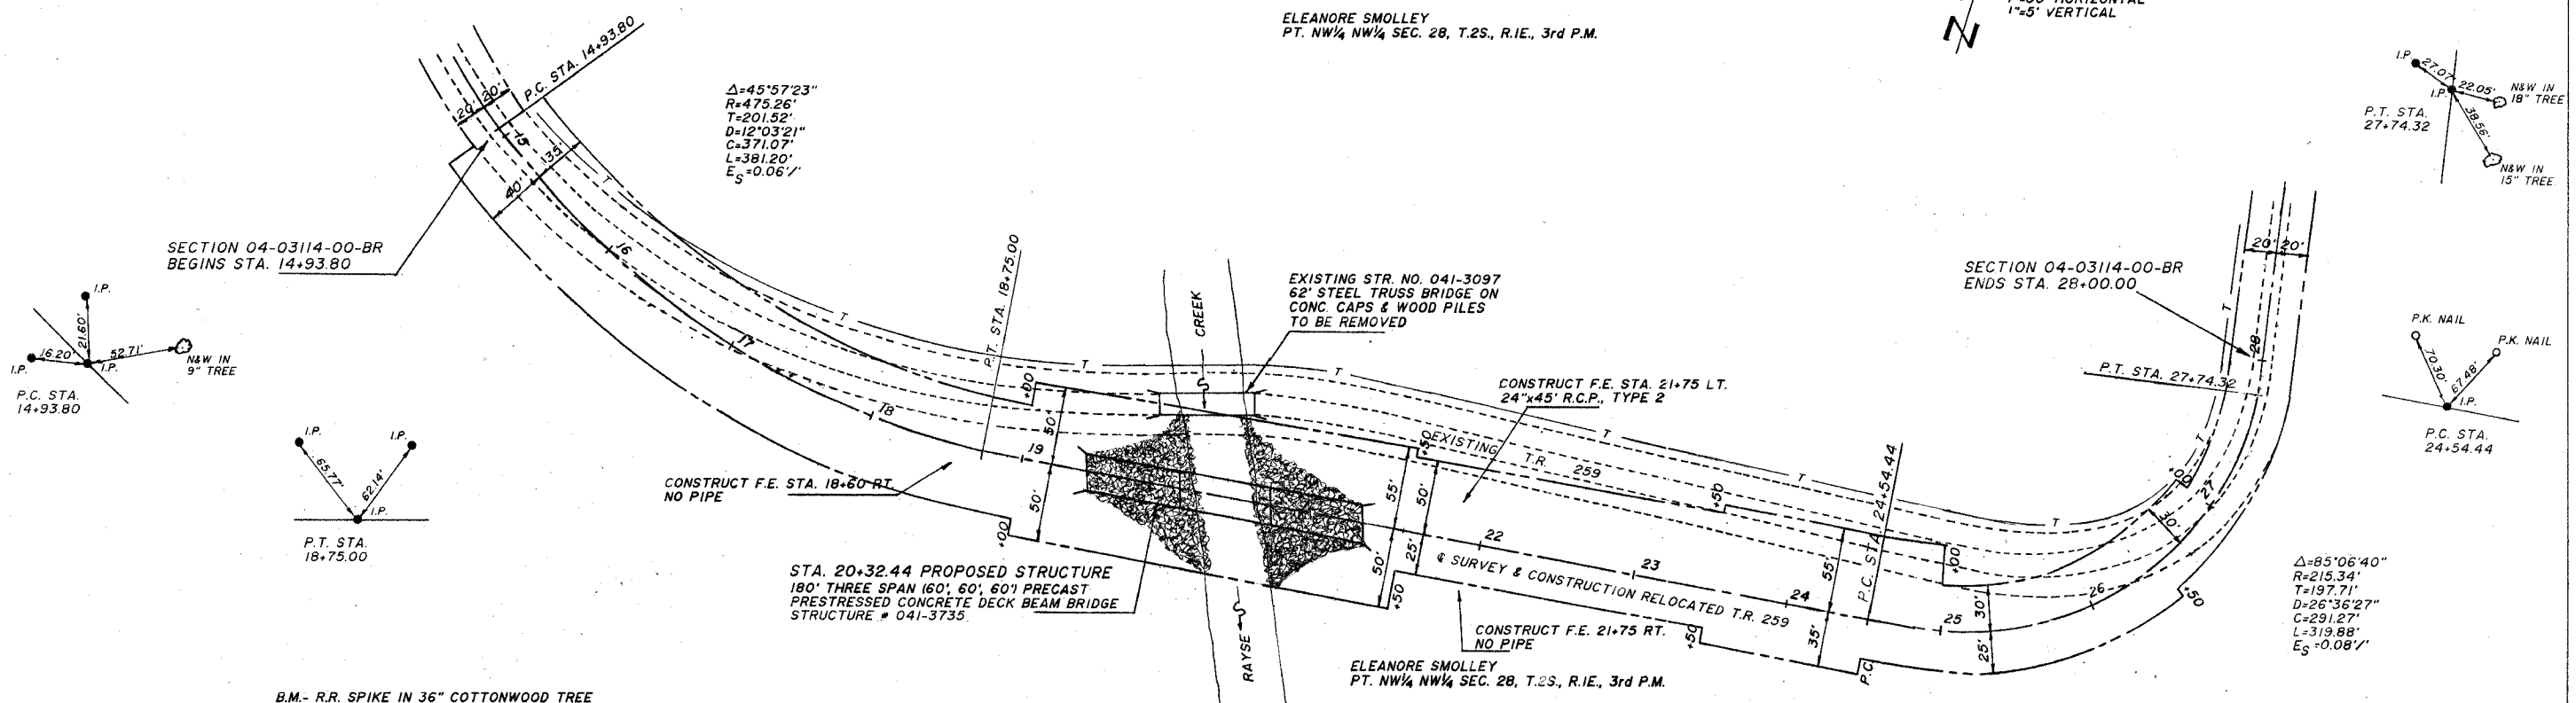 ELEANORE SMOLLEY
PT. NW¼ NW¼ SEC. 28, T.2S., R.1E., 3rd P.M.
1"=5' VERTICAL
N
P.C. STA. 14+93.80
20' 20'
15
35'
40'
Δ=45°57'23"
R=475.26'
T=201.52'
D=12°03'21"
C=371.07'
L=381.20'
ES=0.06'/'
I.P.
27.07'
22.05'
I.P.
38.56'
N&W IN
18" TREE
N&W IN
15" TREE
P.T. STA.
27+74.32
SECTION 04-03114-00-BR
BEGINS STA. 14+93.80
I.P.
21.60'
16.20'
52.71'
I.P.
I.P.
N&W IN
9" TREE
P.C. STA.
14+93.80
I.P.
I.P.
65.77'
62.14'
I.P.
P.T. STA.
18+75.00
T
16
17
18
19
T
P.T. STA. 18+75.00
+00
50'
50'
+00
CREEK
T
T
EXISTING STR. NO. 041-3097
62' STEEL TRUSS BRIDGE ON
CONC. CAPS & WOOD PILES
TO BE REMOVED
CONSTRUCT F.E. STA. 21+75 LT.
24"x45' R.C.P., TYPE 2
SECTION 04-03114-00-BR
ENDS STA. 28+00.00
20' 20'
T
28
P.T. STA. 27+74.32
P.K. NAIL
P.K. NAIL
70.30'
67.48'
I.P.
P.C. STA.
24+54.44
CONSTRUCT F.E. STA. 18+60 RT.
NO PIPE
+50
EXISTING T.R. 259
T
T
T
T
55'
50'
50'
25'
+50
+50
22
23
24
25
26
27
℄ SURVEY & CONSTRUCTION RELOCATED T.R. 259
55'
35'
P.C. STA. 24+54.44
+00
+00
30'
30'
25'
+50
+50
P.C.
STA. 20+32.44 PROPOSED STRUCTURE
180' THREE SPAN (60', 60', 60') PRECAST
PRESTRESSED CONCRETE DECK BEAM BRIDGE
STRUCTURE # 041-3735
RAYSE
CONSTRUCT F.E. 21+75 RT.
NO PIPE
ELEANORE SMOLLEY
PT. NW¼ NW¼ SEC. 28, T.2S., R.1E., 3rd P.M.
Δ=85°06'40"
R=215.34'
T=197.71'
D=26°36'27"
C=291.27'
L=319.88'
ES=0.08'/'
B.M.- R.R. SPIKE IN 36" COTTONWOOD TREE